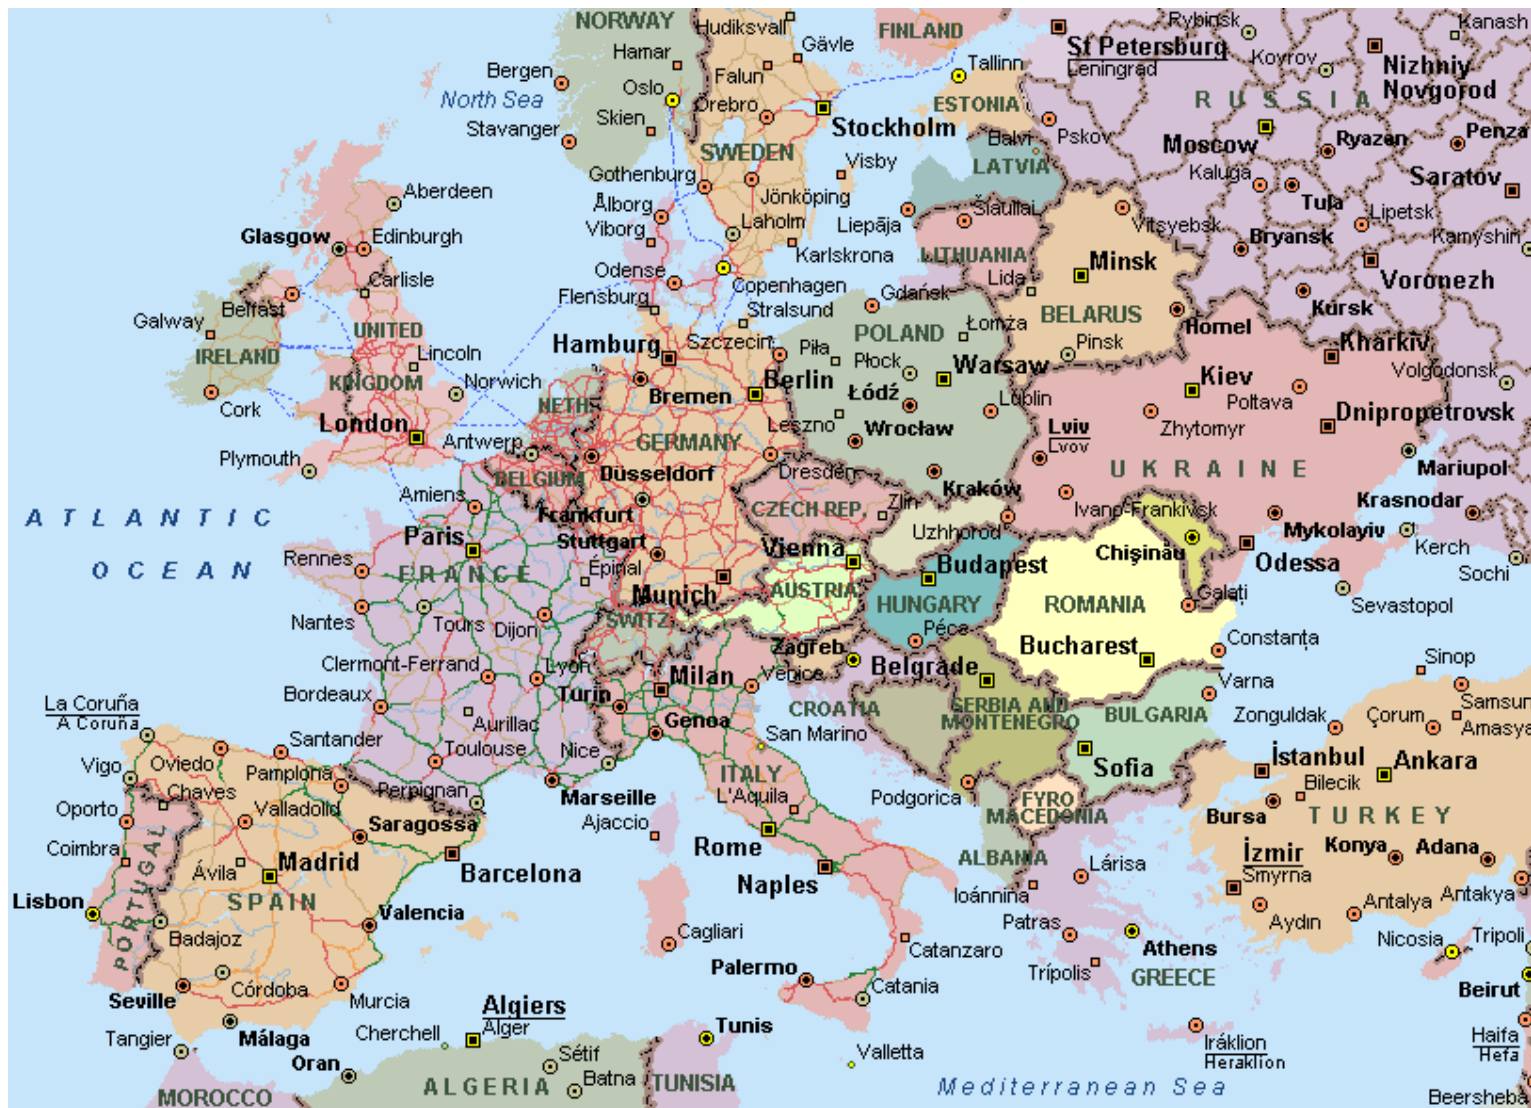 NORWAY
Hudiksvall
FINLAND
Rybinsk
Kanash
Hamar
Gävle
St Petersburg
Leningrad
Kovrov
Nizhniy
Novgorod
Bergen
Falun
Tallinn
North Sea
Oslo
Örebro
ESTONIA
RUSSIA
Stavanger
Skien
Stockholm
Balvi
Pskov
Moscow
Ryazan
Penza
SWEDEN
Visby
LATVIA
Kaluga
Saratov
Gothenburg
Jönköping
Aberdeen
Ålborg
Liepāja
Šiauliai
Vitsyebsk
Tula
Lipetsk
Glasgow
Edinburgh
Viborg
Laholm
Karlskrona
LITHUANIA
Minsk
Bryansk
Kamyshin
Carlisle
Odense
Copenhagen
Lida
Voronezh
Belfast
Flensburg
Stralsund
Gdańsk
BELARUS
Homel
Kursk
Galway
UNITED
KINGDOM
Szczecin
POLAND
Łomża
Pinsk
Kharkiv
IRELAND
Lincoln
Hamburg
Piła
Płock
Warsaw
Volgodonsk
Cork
Norwich
NETH.
Bremen
Berlin
Łódź
Lublin
Kiev
Poltava
Dnipropetrovsk
London
Antwerp
GERMANY
Leszno
Wrocław
Lviv
Lvov
Zhytomyr
Plymouth
BELGIUM
Düsseldorf
Dresden
Kraków
UKRAINE
Mariupol
Amiens
Frankfurt
CZECH REP.
Zlín
Ivano-Frankivsk
Krasnodar
ATLANTIC
OCEAN
Paris
Stuttgart
Vienna
Uzhhorod
Chişinău
Mykolayiv
Kerch
Rennes
FRANCE
Épinal
Munich
AUSTRIA
Budapest
Odessa
Sochi
Nantes
Tours
Dijon
SWITZ.
HUNGARY
ROMANIA
Galaţi
Sevastopol
Pécs
Clermont-Ferrand
Lyon
Zagreb
Belgrade
Bucharest
Constanţa
Bordeaux
Turin
Milan
Venice
Sinop
La Coruña
A Coruña
Aurillac
Genoa
CROATIA
SERBIA AND
MONTENEGRO
BULGARIA
Varna
Zonguldak
Çorum
Samsun
Amasya
Santander
Toulouse
Nice
San Marino
Vigo
Oviedo
Pamplona
ITALY
Sofia
İstanbul
Ankara
Chaves
Perpignan
Marseille
L'Aquila
Podgorica
FYRO
MACEDONIA
Bilecik
Oporto
Valladolid
Saragossa
Ajaccio
Bursa
TURKEY
Coimbra
Ávila
Madrid
Barcelona
Rome
Naples
ALBANIA
Lárisa
İzmir
Smyrna
Konya
Adana
Lisbon
PORTUGAL
SPAIN
Valencia
Ioánnina
Antakya
Badajoz
Cagliari
Catanzaro
Patras
Athens
Aydın
Antalya
Nicosia
Tripoli
Seville
Córdoba
Murcia
Palermo
Catania
Trípolis
GREECE
Beirut
Tangier
Málaga
Cherchell
Algiers
Alger
Tunis
Iráklion
Heraklion
Haifa
Hefa
Oran
Sétif
Batna
Valletta
MOROCCO
ALGERIA
TUNISIA
Mediterranean Sea
Beersheba